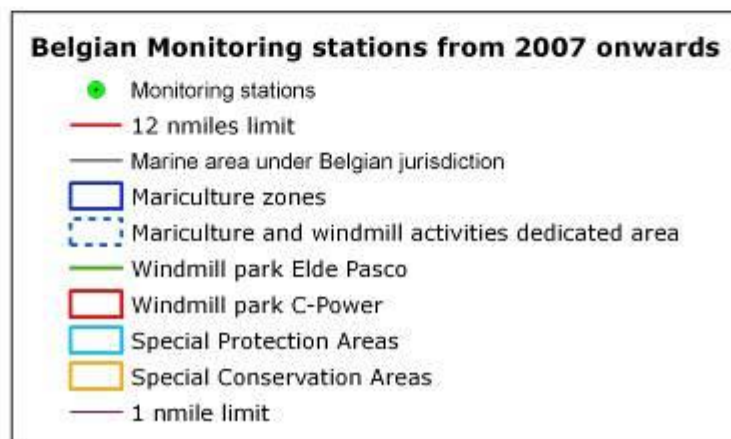 Belgian Monitoring stations from 2007 onwards
Monitoring stations
12 nmiles limit
Marine area under Belgian jurisdiction
Mariculture zones
Mariculture and windmill activities dedicated area
Windmill park Elde Pasco
Windmill park C-Power
Special Protection Areas
Special Conservation Areas
1 nmile limit